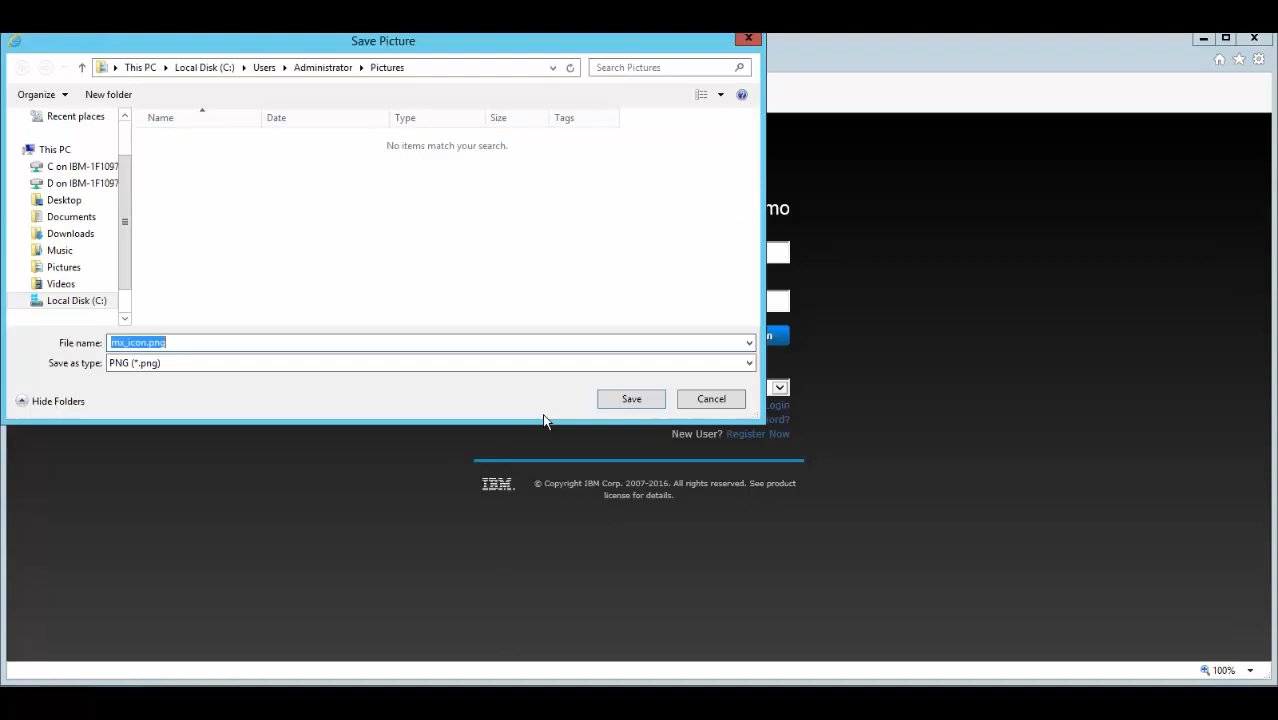 Save Picture
This PC Local Disk (C:) Users Administrator Pictures
Search Pictures
Organize New folder
Recent places
This PC
C on IBM-1F1097
D on IBM-1F1097
Desktop
Documents
Downloads
Music
Pictures
Videos
Local Disk (C:)
Name Date Type Size Tags
No items match your search.
File name: mx_icon.png
Save as type: PNG (*.png)
Hide Folders
Save Cancel
mo
n
ogin
ord?
New User? Register Now
IBM.
© Copyright IBM Corp. 2007-2016. All rights reserved. See product
license for details.
100%